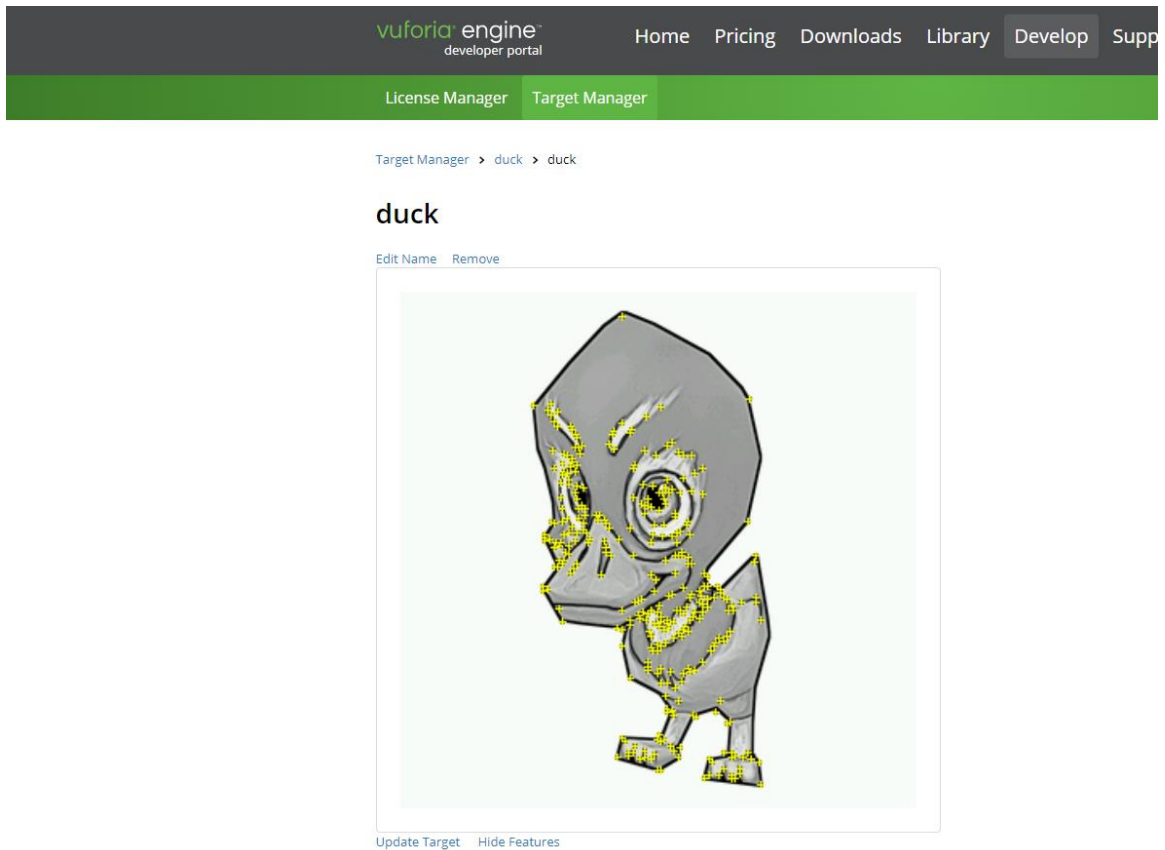 vuforia® engine™
developer portal
Home Pricing Downloads Library Develop Supp
License Manager Target Manager
Target Manager > duck > duck
duck
Edit Name Remove
Update Target Hide Features